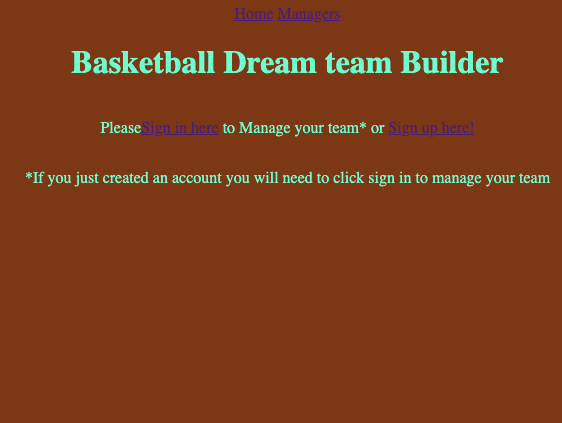 Home Managers
Basketball Dream team Builder
PleaseSign in here to Manage your team* or Sign up here!
*If you just created an account you will need to click sign in to manage your team